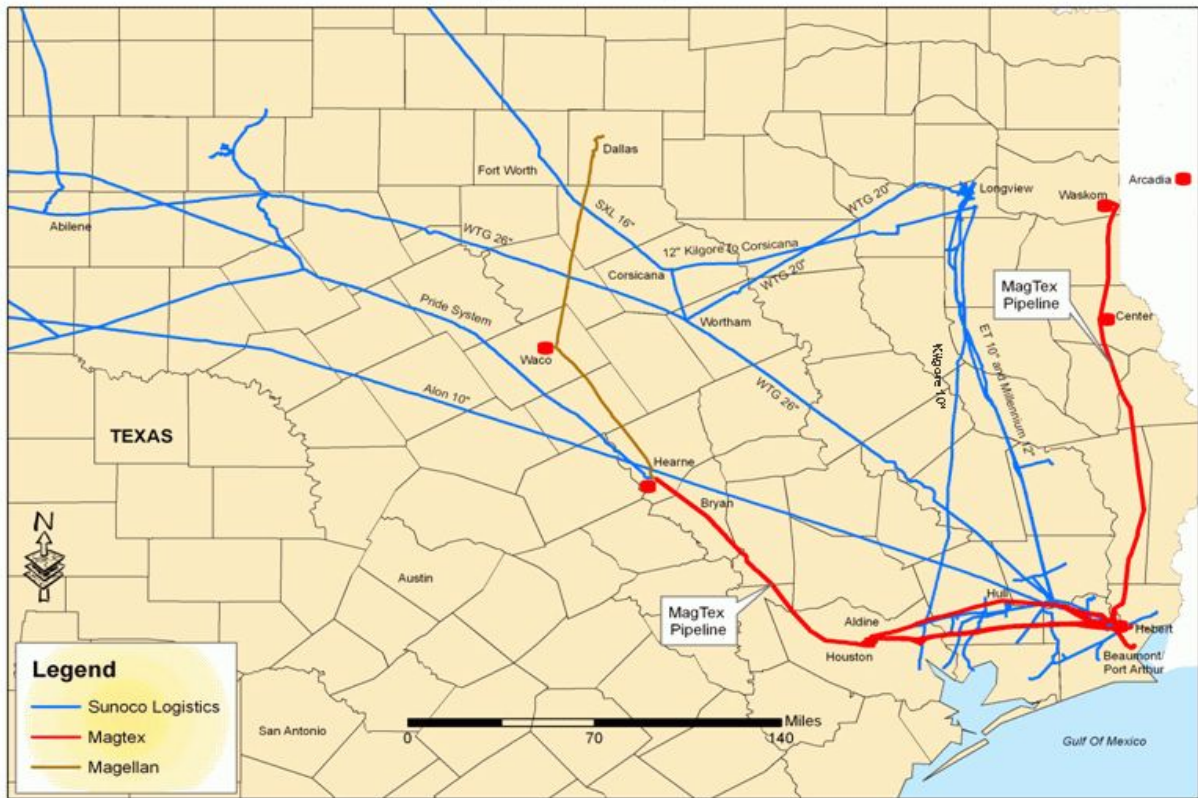 Dallas
Fort Worth
Arcadia
Longview
Waskom
WTG 20"
SXL 16"
Abilene
WTG 26"
12" Kilgore to Corsicana
Corsicana
WTG 20"
MagTex
Pipeline
Pride System
Wortham
Center
Waco
Kilgore 10"
ET 10" and Millennium 12"
Alon 10"
WTG 26"
TEXAS
Hearne
Bryan
N
Austin
MagTex
Pipeline
Hull
Aldine
Hebert
Houston
Beaumont/
Port Arthur
Legend
Sunoco Logistics
Magtex
Magellan
San Antonio
Miles
0 70 140
Gulf Of Mexico